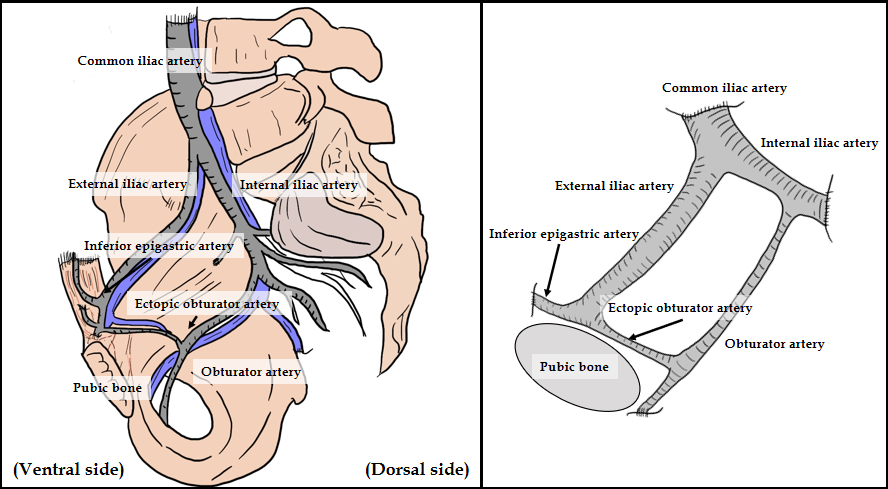 Common iliac artery
External iliac artery
Internal iliac artery
Inferior epigastric artery
Ectopic obturator artery
Obturator artery
Pubic bone
(Ventral side)
(Dorsal side)
Common iliac artery
Internal iliac artery
External iliac artery
Inferior epigastric artery
Ectopic obturator artery
Obturator artery
Pubic bone